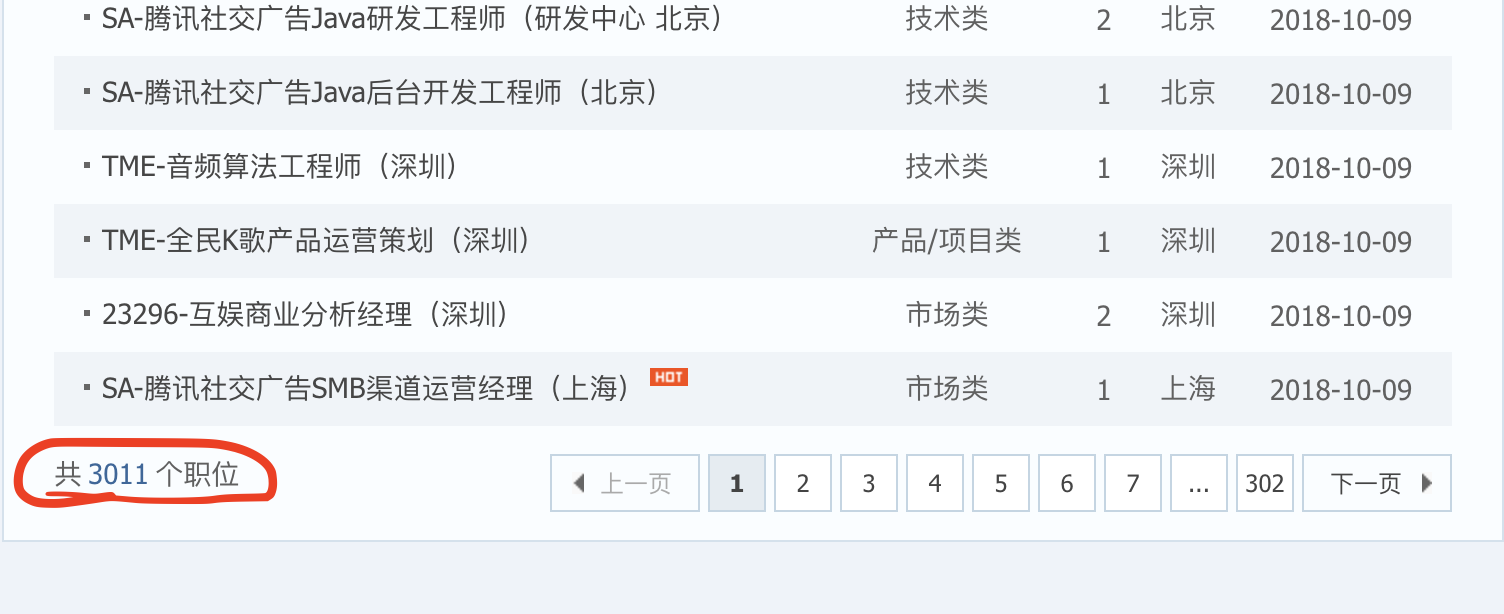 ▪ SA-腾讯社交广告Java研发工程师（研发中心 北京） 技术类 2 北京 2018-10-09
▪ SA-腾讯社交广告Java后台开发工程师（北京） 技术类 1 北京 2018-10-09
▪ TME-音频算法工程师（深圳） 技术类 1 深圳 2018-10-09
▪ TME-全民K歌产品运营策划（深圳） 产品/项目类 1 深圳 2018-10-09
▪ 23296-互娱商业分析经理（深圳） 市场类 2 深圳 2018-10-09
▪ SA-腾讯社交广告SMB渠道运营经理（上海） HOT 市场类 1 上海 2018-10-09
共 3011 个职位 上一页 1 2 3 4 5 6 7 ... 302 下一页